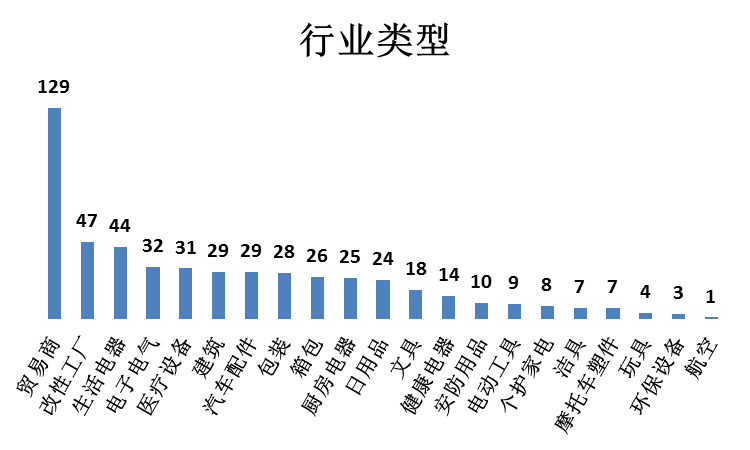 行业类型
129
47
44
32
31
29
29
28
26
25
24
18
14
10
9
8
7
7
4
3
1
贸易商
改性工厂
生活电器
电子电气
医疗设备
建筑
汽车配件
包装
箱包
厨房电器
日用品
文具
健康电器
安防用品
电动工具
个护家电
洁具
摩托车塑件
玩具
环保设备
航空